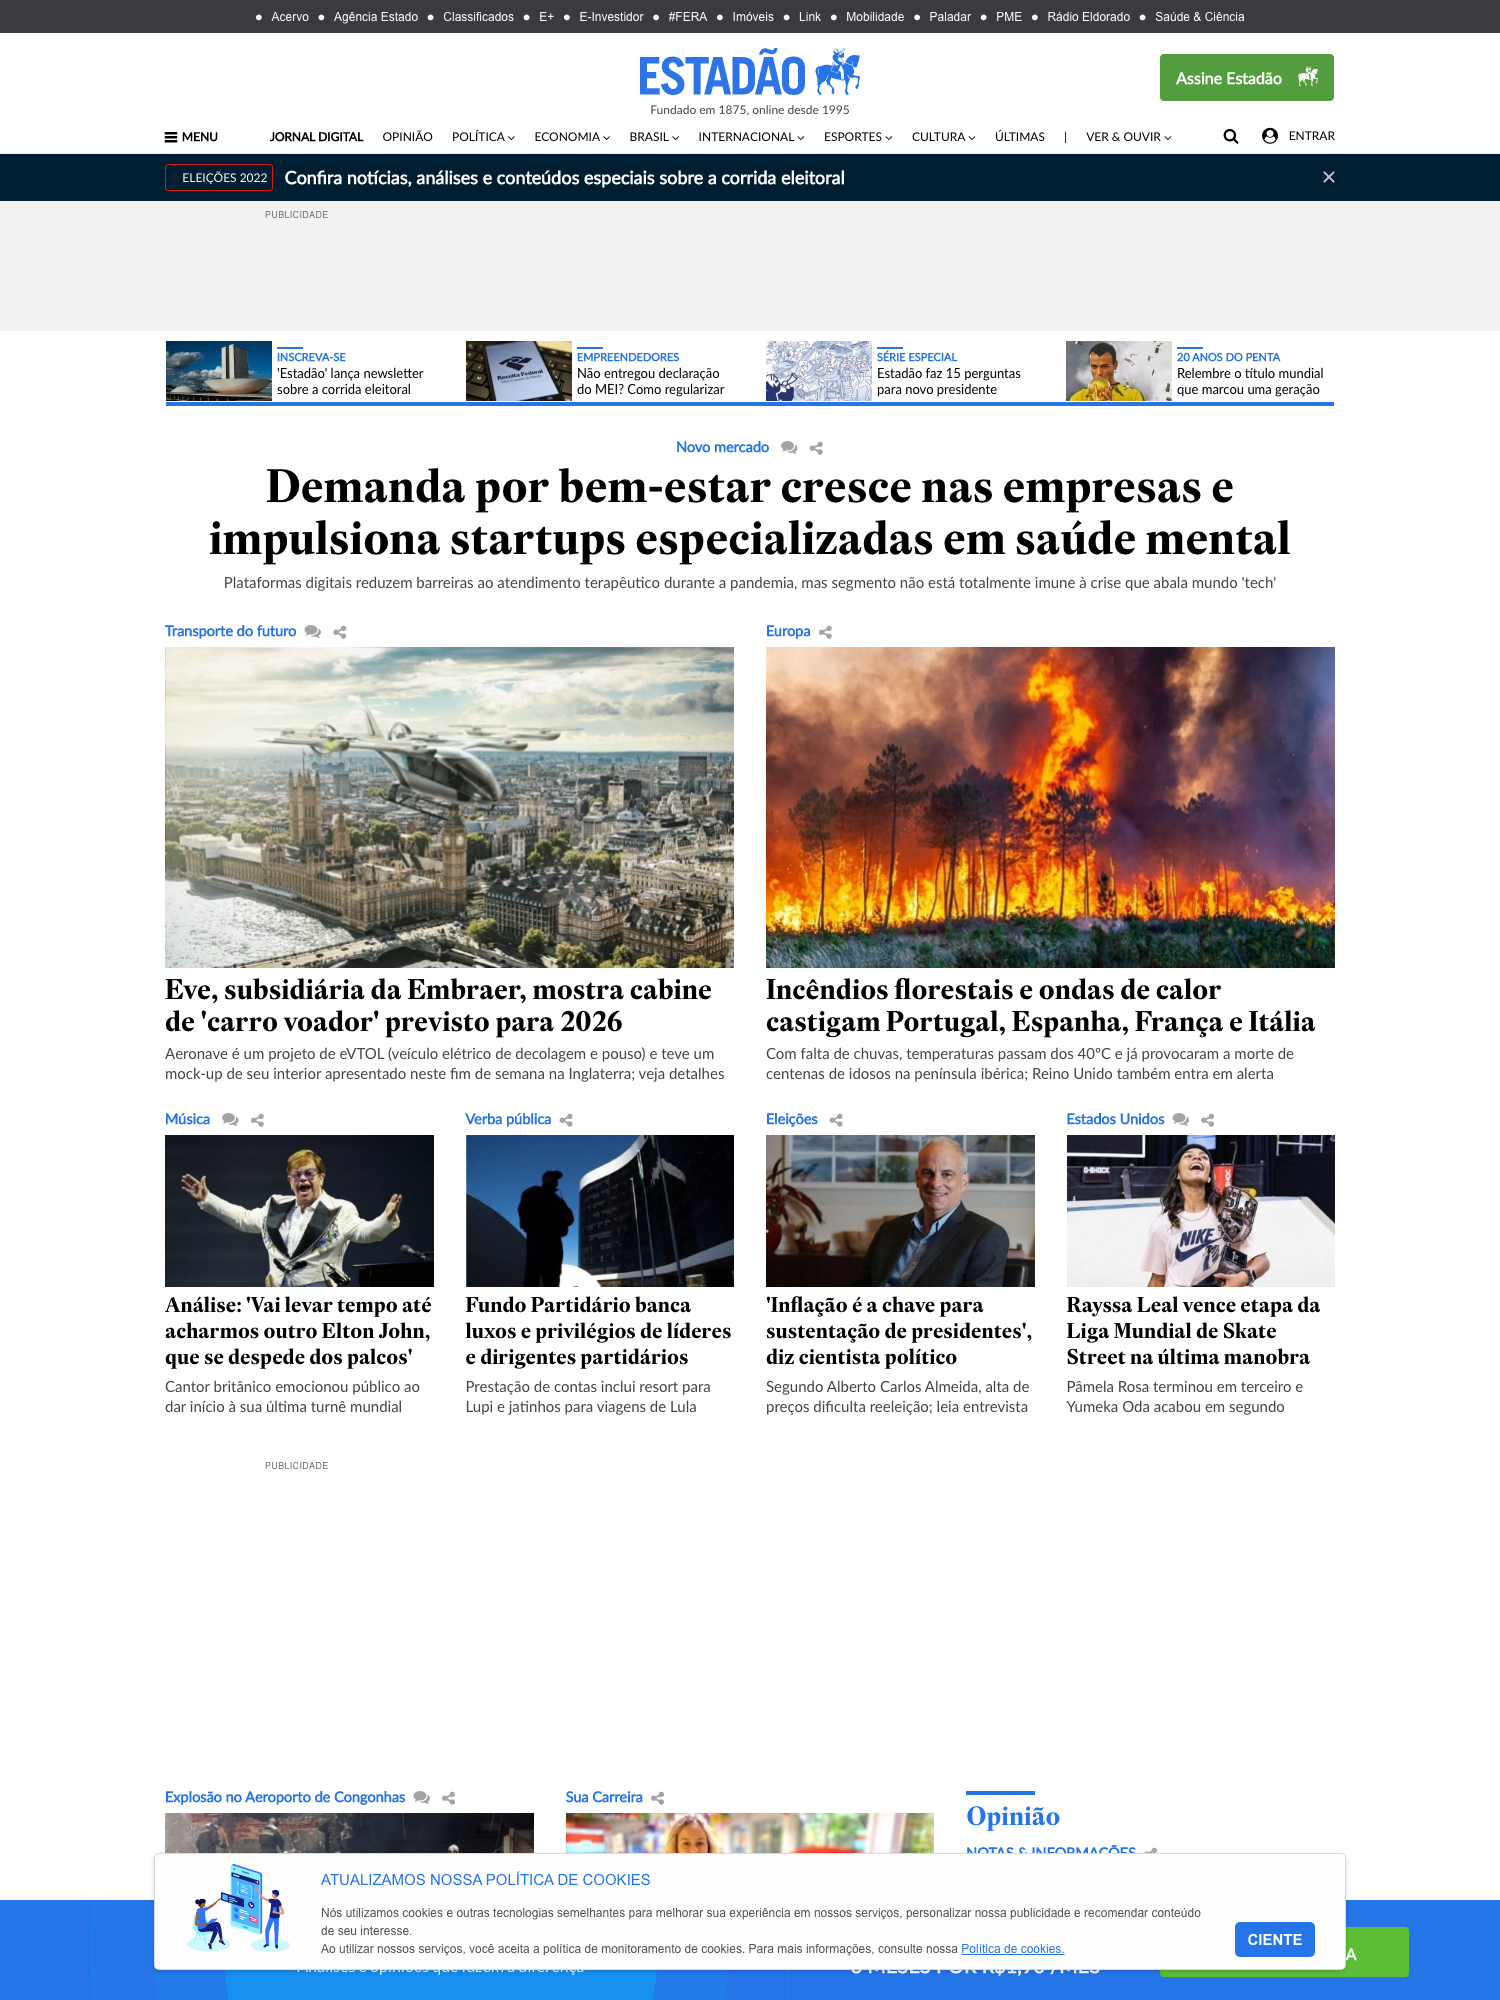 Acervo Agência Estado Classificados E+ E-Investidor #FERA Imóveis Link Mobilidade Paladar PME Rádio Eldorado Saúde & Ciência
ESTADÃO
Fundado em 1875, online desde 1995
Assine Estadão
MENU JORNAL DIGITAL OPINIÃO POLÍTICA ECONOMIA BRASIL INTERNACIONAL ESPORTES CULTURA ÚLTIMAS | VER & OUVIR ENTRAR
ELEIÇÕES 2022 Confira notícias, análises e conteúdos especiais sobre a corrida eleitoral
PUBLICIDADE
INSCREVA-SE
'Estadão' lança newsletter
sobre a corrida eleitoral
Receita Federal
EMPREENDEDORES
Não entregou declaração
do MEI? Como regularizar
SÉRIE ESPECIAL
Estadão faz 15 perguntas
para novo presidente
20 ANOS DO PENTA
Relembre o título mundial
que marcou uma geração
Novo mercado
Demanda por bem-estar cresce nas empresas e
impulsiona startups especializadas em saúde mental
Plataformas digitais reduzem barreiras ao atendimento terapêutico durante a pandemia, mas segmento não está totalmente imune à crise que abala mundo 'tech'
Transporte do futuro
Eve, subsidiária da Embraer, mostra cabine
de 'carro voador' previsto para 2026
Aeronave é um projeto de eVTOL (veículo elétrico de decolagem e pouso) e teve um
mock-up de seu interior apresentado neste fim de semana na Inglaterra; veja detalhes
Europa
Incêndios florestais e ondas de calor
castigam Portugal, Espanha, França e Itália
Com falta de chuvas, temperaturas passam dos 40°C e já provocaram a morte de
centenas de idosos na península ibérica; Reino Unido também entra em alerta
Música
Análise: 'Vai levar tempo até
acharmos outro Elton John,
que se despede dos palcos'
Cantor britânico emocionou público ao
dar início à sua última turnê mundial
Verba pública
Fundo Partidário banca
luxos e privilégios de líderes
e dirigentes partidários
Prestação de contas inclui resort para
Lupi e jatinhos para viagens de Lula
Eleições
'Inflação é a chave para
sustentação de presidentes',
diz cientista político
Segundo Alberto Carlos Almeida, alta de
preços dificulta reeleição; leia entrevista
Estados Unidos
G-SHOCK
SLS
NIKE
Rayssa Leal vence etapa da
Liga Mundial de Skate
Street na última manobra
Pâmela Rosa terminou em terceiro e
Yumeka Oda acabou em segundo
PUBLICIDADE
Explosão no Aeroporto de Congonhas
Sua Carreira
Opinião
NOTAS & INFORMAÇÕES
ATUALIZAMOS NOSSA POLÍTICA DE COOKIES
Nós utilizamos cookies e outras tecnologias semelhantes para melhorar sua experiência em nossos serviços, personalizar nossa publicidade e recomendar conteúdo
de seu interesse.
Ao utilizar nossos serviços, você aceita a política de monitoramento de cookies. Para mais informações, consulte nossa Política de cookies.
CIENTE
A
Análises e opiniões que fazem a diferença
MESES POR R$1,90 /MÊS